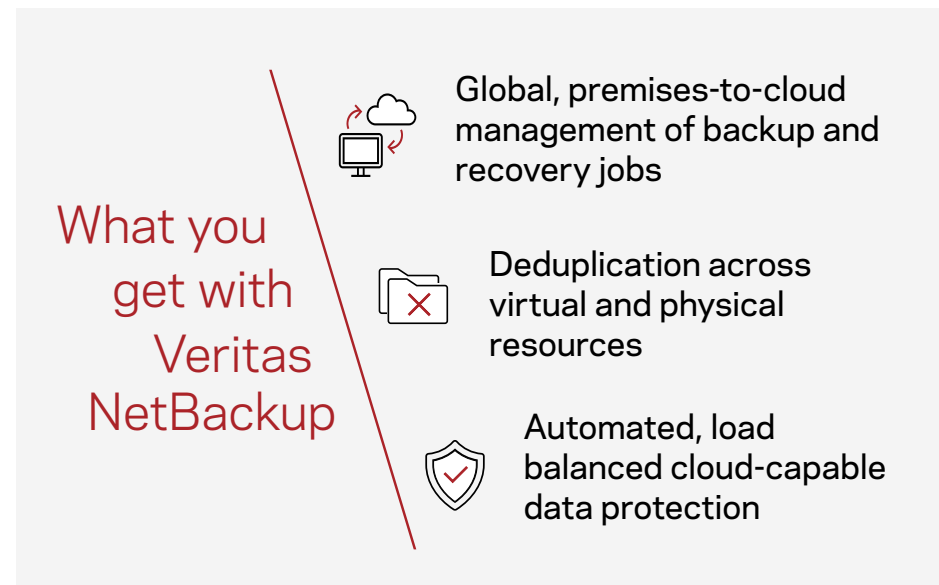 What you
get with
Veritas
NetBackup
Global, premises-to-cloud
management of backup and
recovery jobs
Deduplication across
virtual and physical
resources
Automated, load
balanced cloud-capable
data protection